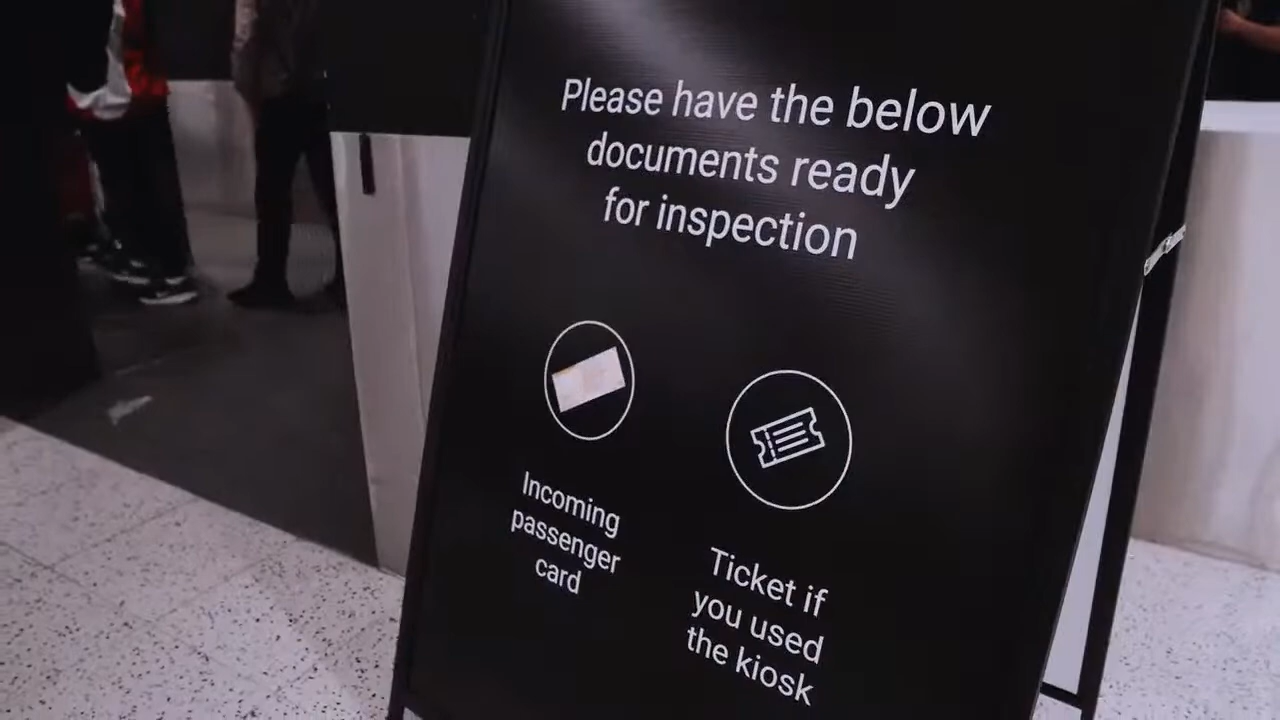 Please have the below
documents ready
for inspection
Incoming
passenger
card
Ticket if
you used
the kiosk